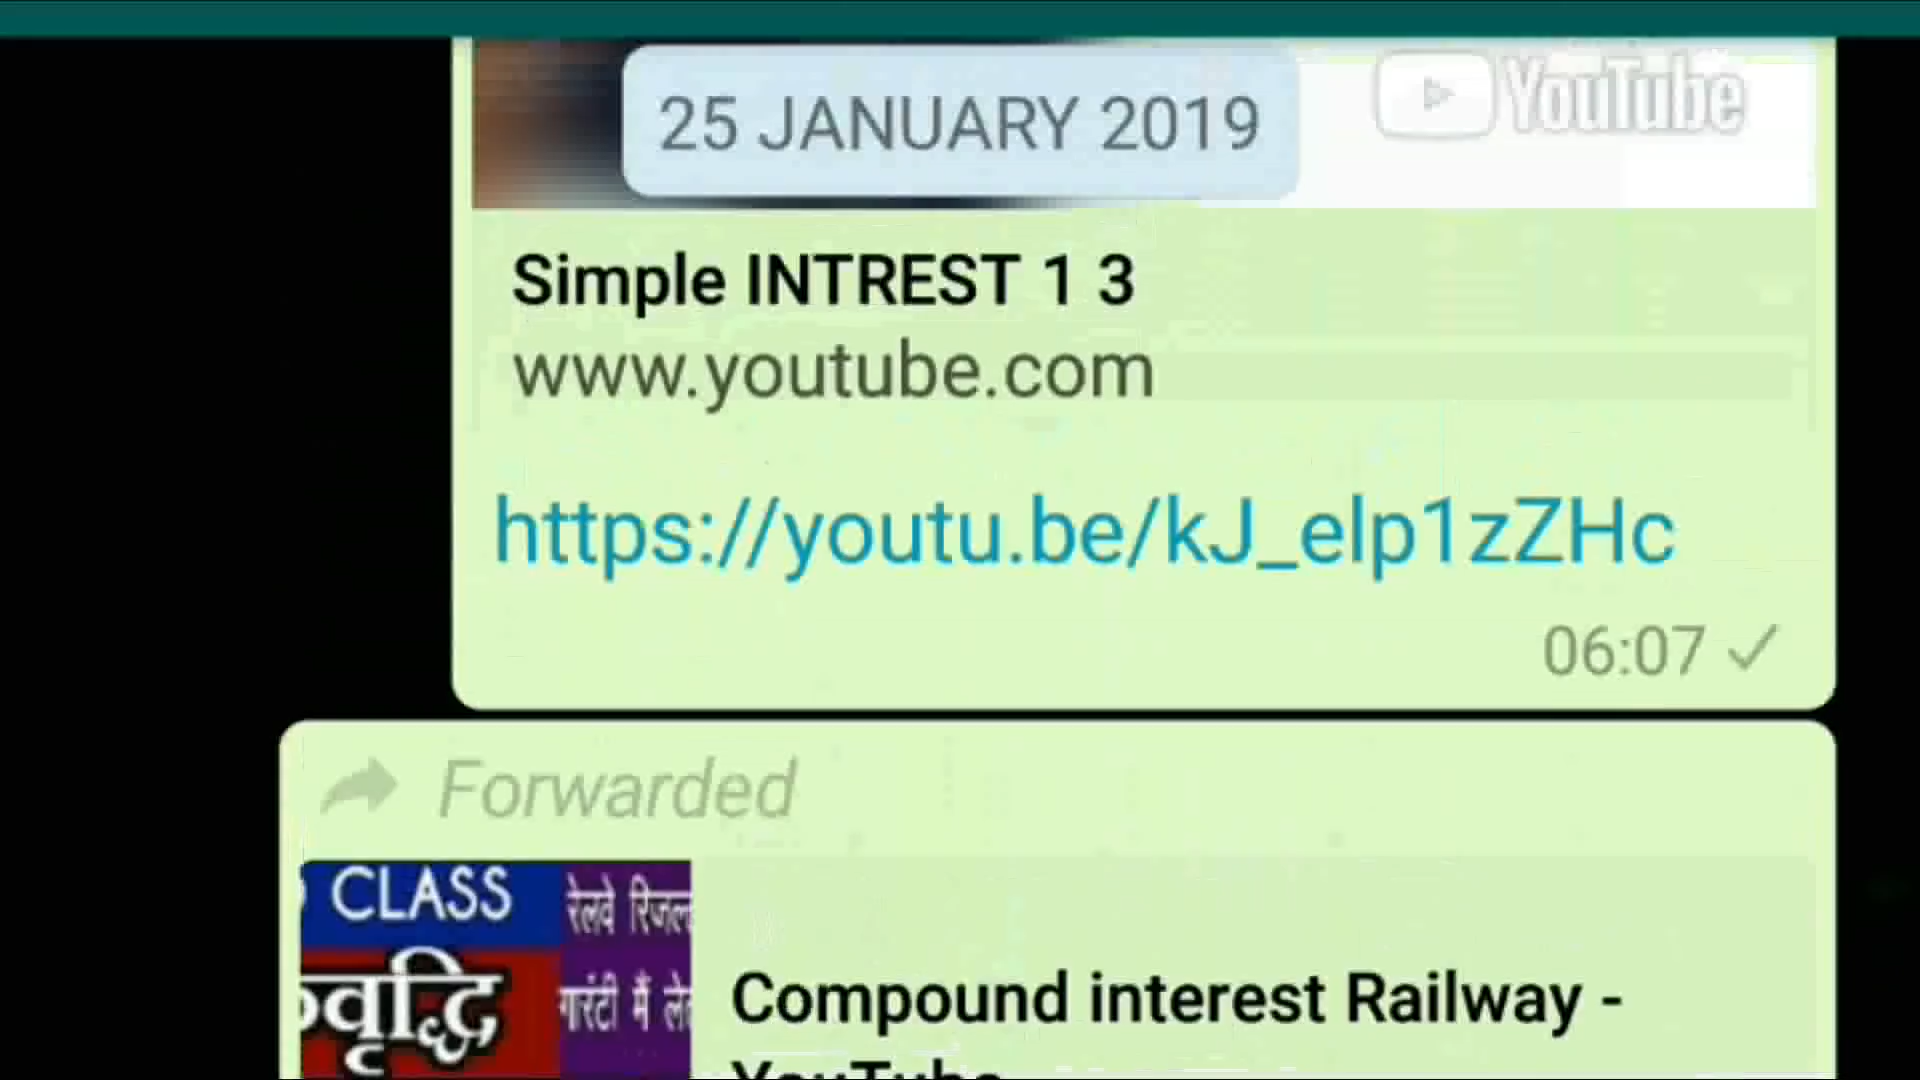 25 JANUARY 2019
YouTube
Simple INTREST 1 3
www.youtube.com
https://youtu.be/kJ_elp1zZHc
06:07
Forwarded
CLASS
रेलवे
गारंटी मैं
Compound interest Railway -
YouTube